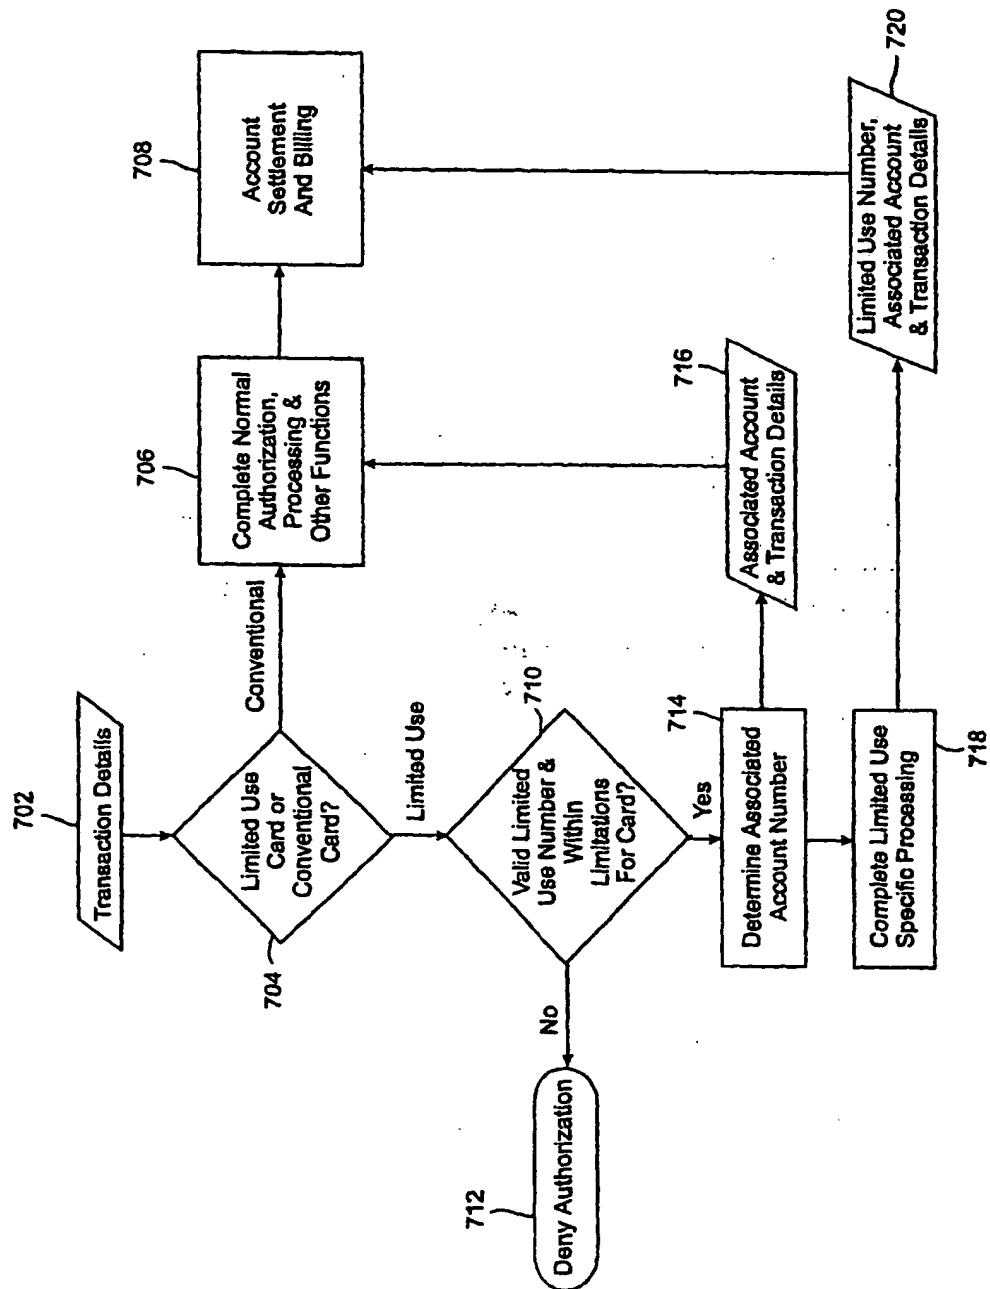 702
Transaction Details
704
Limited Use
Card or
Conventional
Card?
Conventional
706
Complete Normal
Authorization,
Processing &
Other Functions
708
Account
Settlement
And Billing
Limited Use
710
Valid Limited
Use Number &
Within
Limitations
For Card?
No
712
Deny Authorization
Yes
714
Determine Associated
Account Number
716
Associated Account
& Transaction Details
718
Complete Limited Use
Specific Processing
720
Limited Use Number,
Associated Account
& Transaction Details